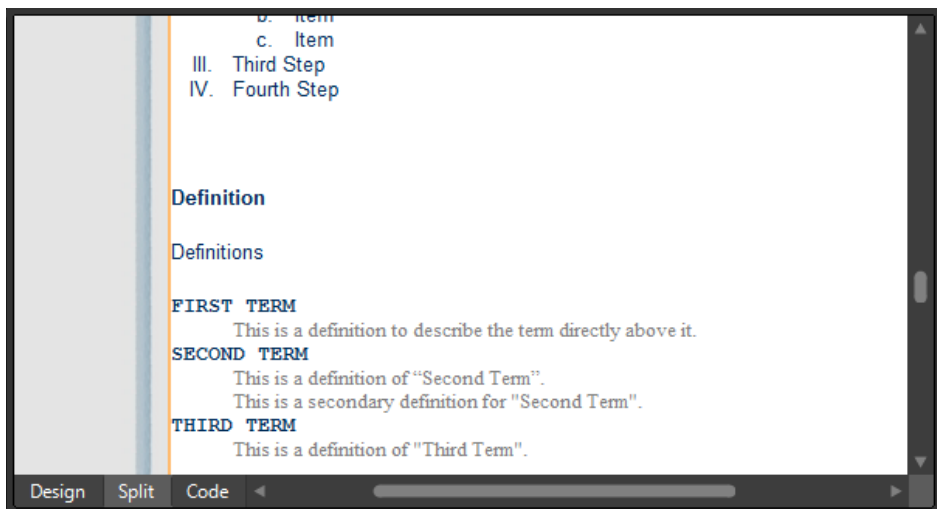 b. Item
c. Item
III. Third Step
IV. Fourth Step
Definition
Definitions
FIRST TERM
This is a definition to describe the term directly above it.
SECOND TERM
This is a definition of “Second Term”.
This is a secondary definition for "Second Term".
THIRD TERM
This is a definition of "Third Term".
Design Split Code